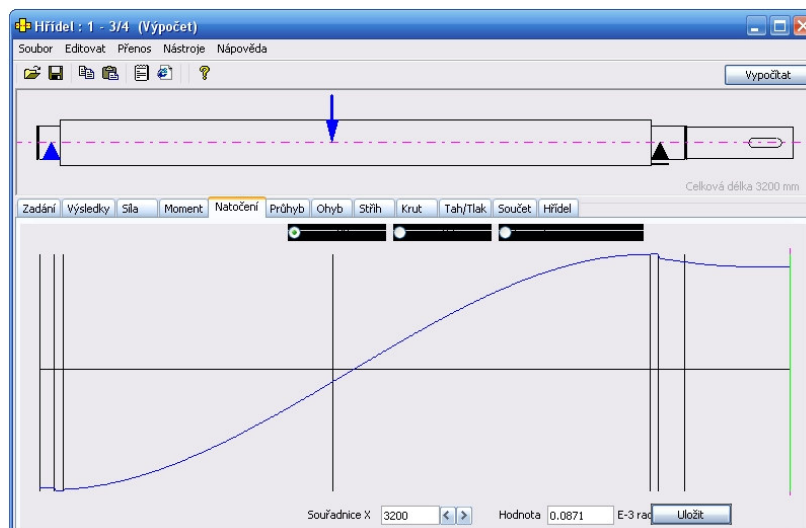 Hřídel : 1 - 3/4 (Výpočet)
Soubor Editovat Přenos Nástroje Nápověda
Vypočítat
Celková délka 3200 mm
Zadání Výsledky Síla Moment Natočení Průhyb Ohyb Střih Krut Tah/Tlak Součet Hřídel
Souřadnice X 3200 Hodnota 0.0871 E-3 rad Uložit